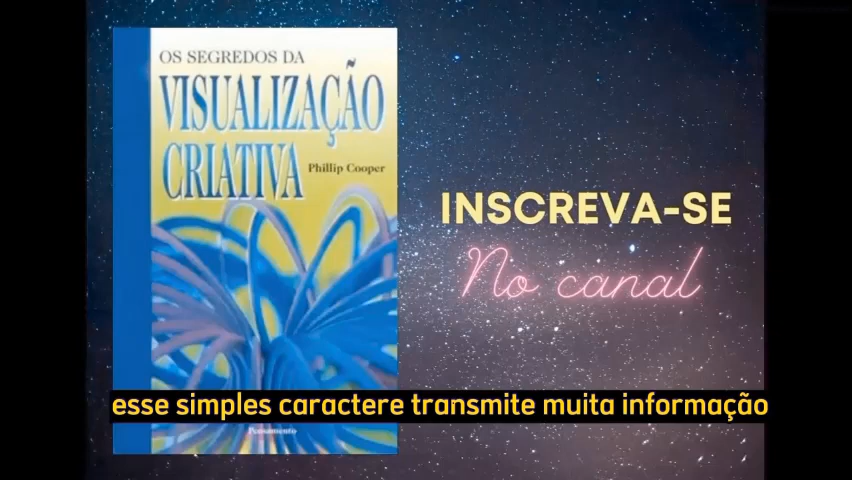 OS SEGREDOS DA
VISUALIZAÇÃO
CRIATIVA
Phillip Cooper
INSCREVA-SE
No canal
esse simples caractere transmite muita informação
Pensamento